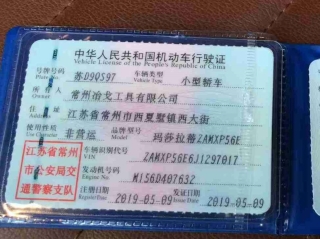 中华人民共和国机动车行驶证
Vehicle License of the People's Republic of China
号牌号码 苏D90597 车辆类型 小型轿车
Plate No. Vehicle Type
所有人 常州冶戈工具有限公司
Owner
住址 江苏省常州市西夏墅镇西大街
Address
使用性质 非营运 品牌型号 玛莎拉蒂ZAMXP56E
Use Character Model
江苏省常州
市公安局交
通警察支队
车辆识别代号 ZAMXP56E6J1297017
VIN
发动机号码 M156D407632
Engine No.
注册日期 2019-05-09 2019-05-09
Register Date Issue Date